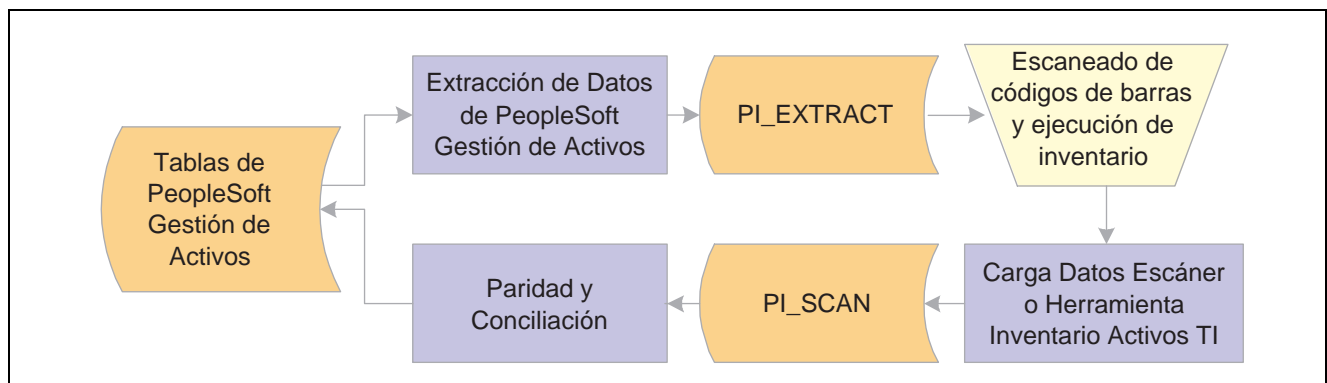 Tablas de
PeopleSoft
Gestión de
Activos
Extracción de Datos
de PeopleSoft
Gestión de Activos
PI_EXTRACT
Escaneado de
códigos de barras
y ejecución de
inventario
Carga Datos Escáner
o Herramienta
Inventario Activos TI
PI_SCAN
Paridad y
Conciliación